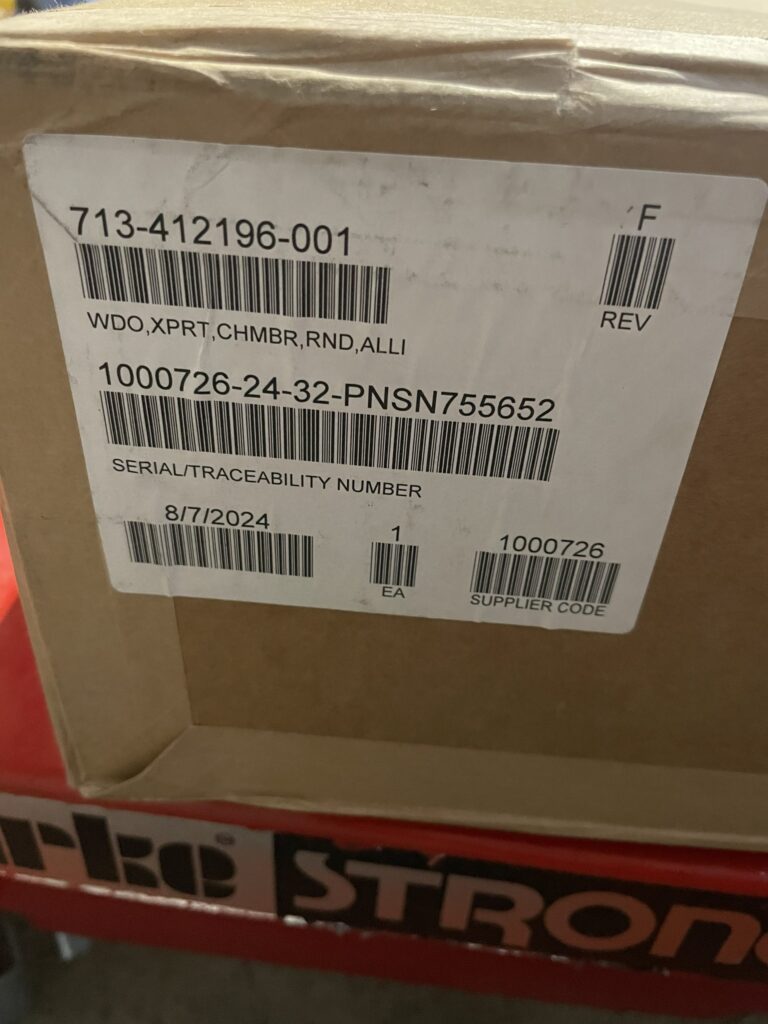 713-412196-001
F
REV
WDO,XPRT,CHMBR,RND,ALLI
1000726-24-32-PNSN755652
SERIAL/TRACEABILITY NUMBER
8/7/2024
1
EA
1000726
SUPPLIER CODE
rke®
STRON